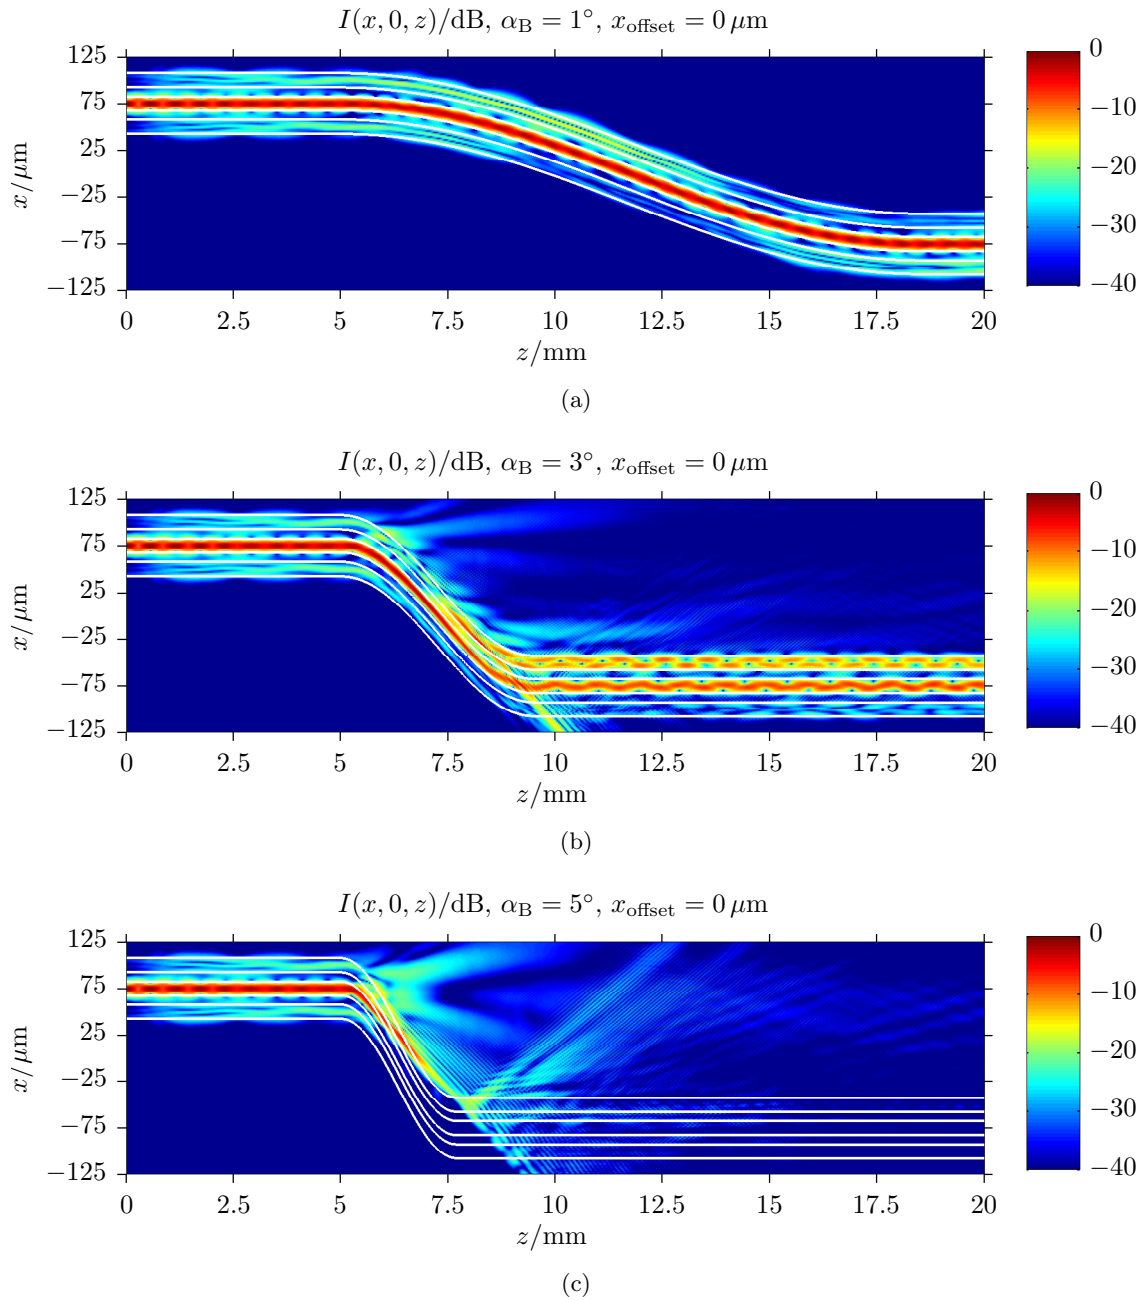 I(x, 0, z)/dB, α_B = 1°, x_offset = 0 μm
125
75
25
−25
−75
−125
x/μm
0 2.5 5 7.5 10 12.5 15 17.5 20
z/mm
0
−10
−20
−30
−40
(a)
I(x, 0, z)/dB, α_B = 3°, x_offset = 0 μm
125
75
25
−25
−75
−125
x/μm
0 2.5 5 7.5 10 12.5 15 17.5 20
z/mm
0
−10
−20
−30
−40
(b)
I(x, 0, z)/dB, α_B = 5°, x_offset = 0 μm
125
75
25
−25
−75
−125
x/μm
0 2.5 5 7.5 10 12.5 15 17.5 20
z/mm
0
−10
−20
−30
−40
(c)